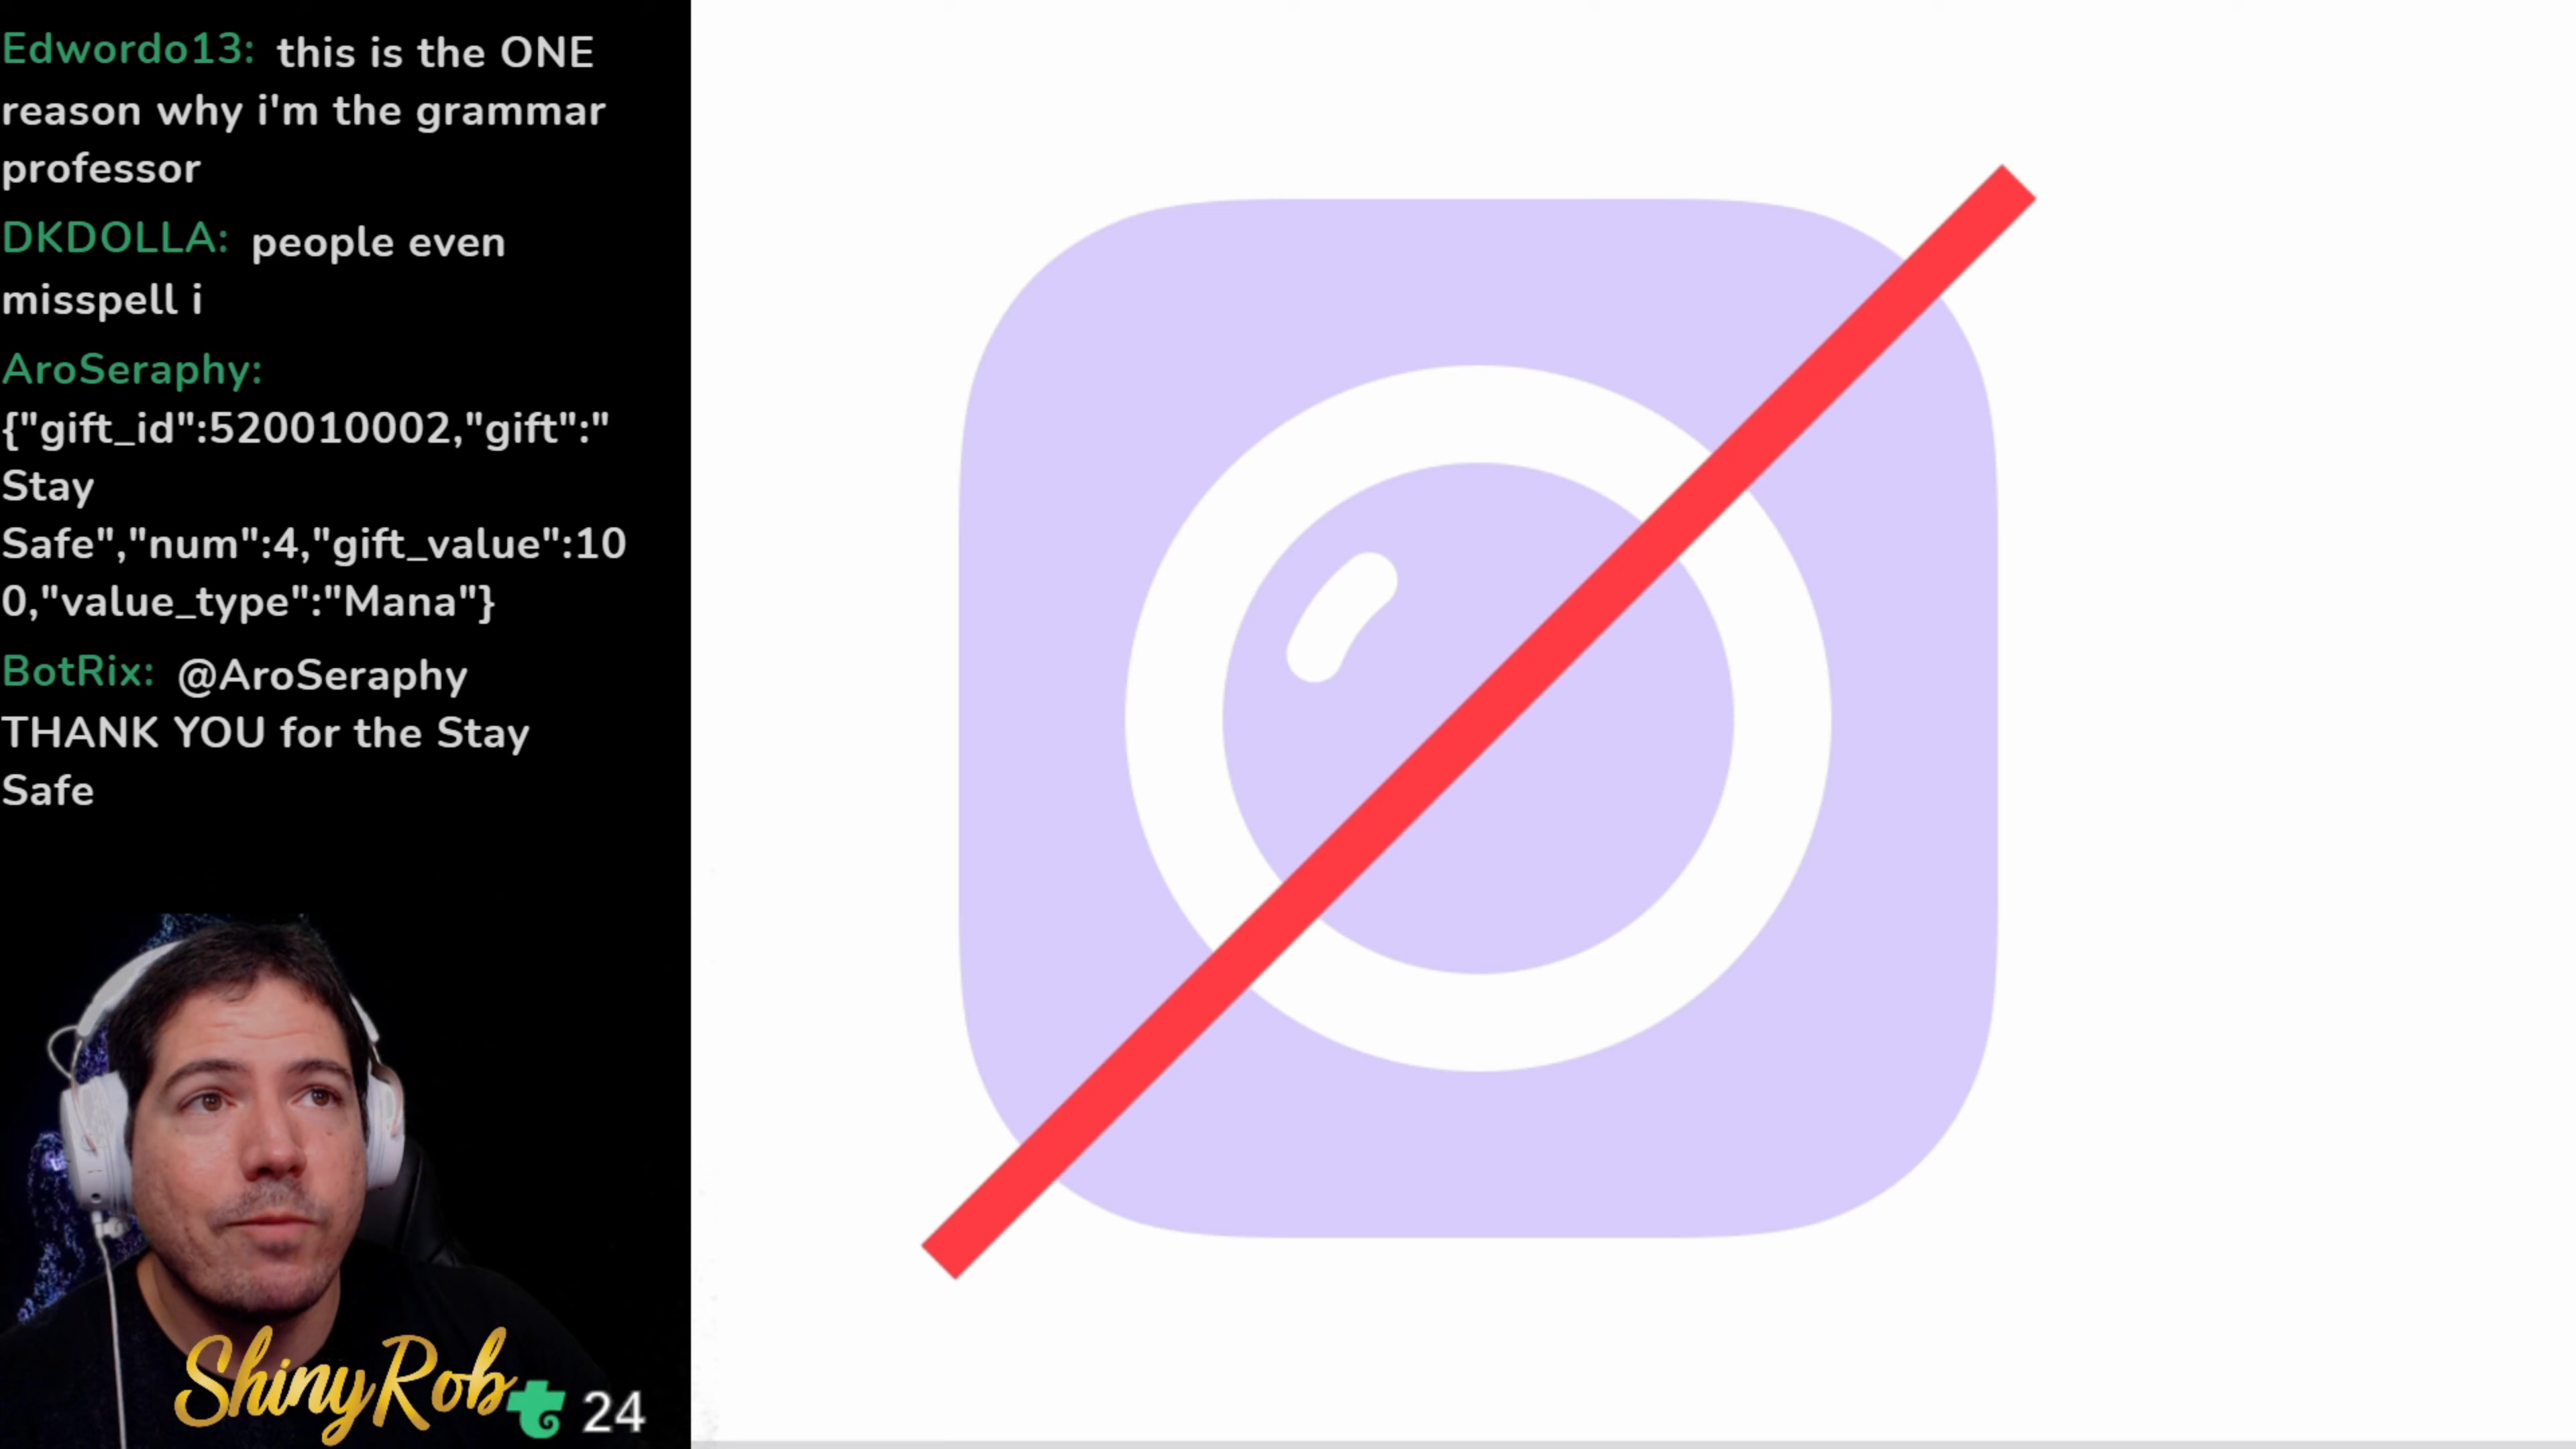 Edwordo13: this is the ONE
reason why i'm the grammar
professor
DKDOLLA: people even
misspell i
AroSeraphy:
{"gift_id":520010002,"gift":"
Stay
Safe","num":4,"gift_value":10
0,"value_type":"Mana"}
BotRix: @AroSeraphy
THANK YOU for the Stay
Safe
ShinyRob
24